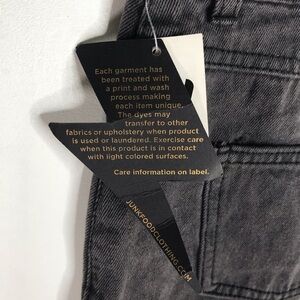 Each garment has
been treated with
a print and wash
process making
each item unique.
The dyes may
transfer to other
fabrics or upholstery when product
is used or laundered. Exercise care
when this product is in contact
with light colored surfaces.
Care information on label.
JUNKFOODCLOTHING.COM